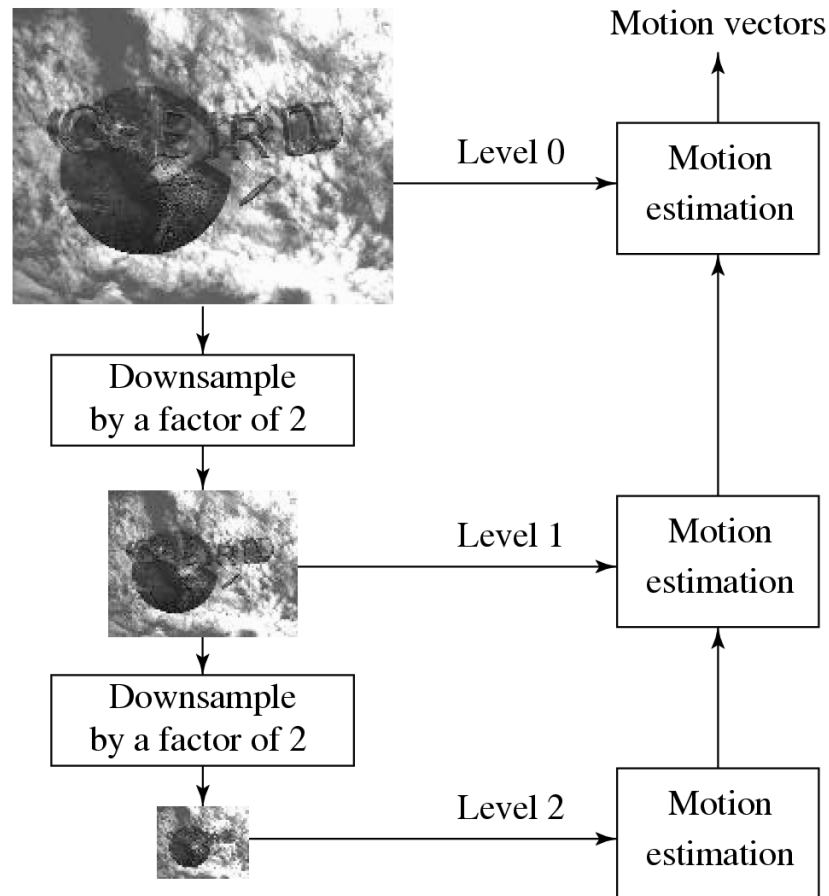 Motion vectors
Level 0
Motion
estimation
Downsample
by a factor of 2
Level 1
Motion
estimation
Downsample
by a factor of 2
Level 2
Motion
estimation